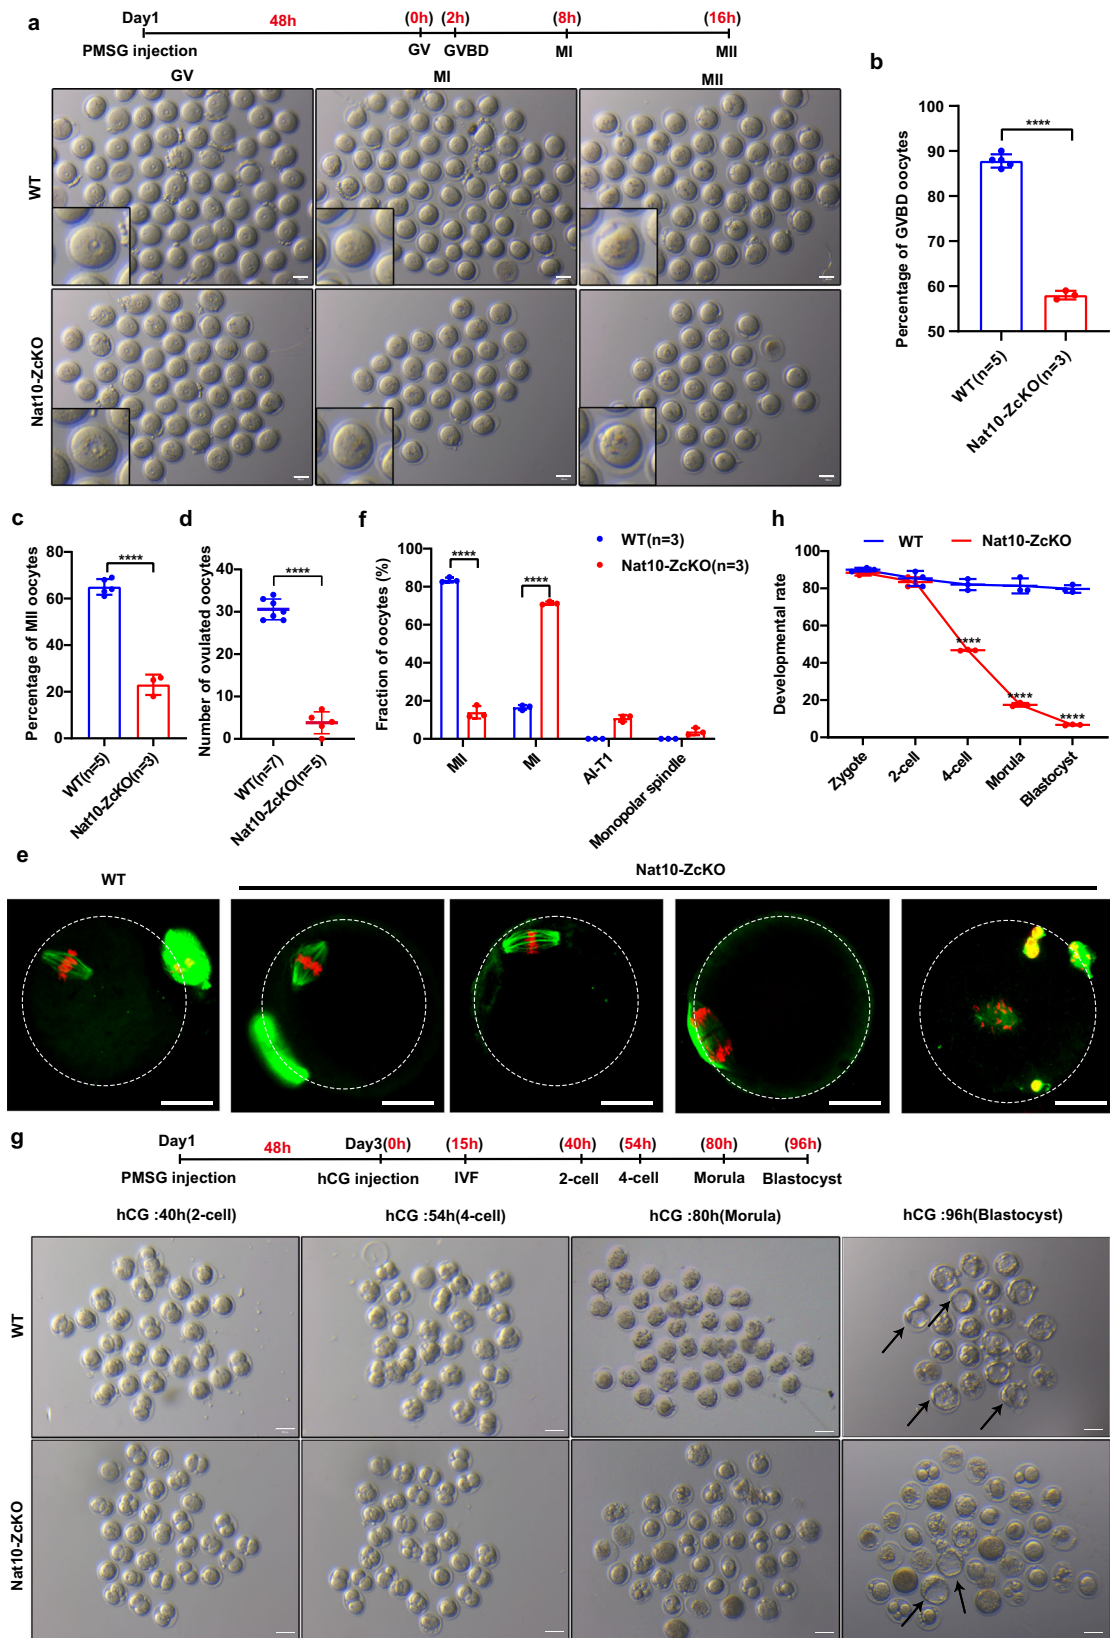 a
Day1 48h (0h) (2h) (8h) (16h)
PMSG injection GV GVBD MI MII
GV MI MII
WT
Nat10-ZcKO
b
Percentage of GVBD oocytes
100
90
80
70
60
50
****
WT(n=5)
Nat10-ZcKO(n=3)
c
Percentage of MII oocytes
80
60
40
20
0
****
WT(n=5)
Nat10-ZcKO(n=3)
d
Number of ovulated oocytes
40
30
20
10
0
****
WT(n=7)
Nat10-ZcKO(n=5)
f
Fraction of oocytes (%)
100
80
60
40
20
0
**** ****
WT(n=3)
Nat10-ZcKO(n=3)
MII
MI
AI-T1
Monopolar spindle
h
WT Nat10-ZcKO
Developmental rate
100
80
60
40
20
0
****
****
****
Zygote
2-cell
4-cell
Morula
Blastocyst
e
WT Nat10-ZcKO
g
Day1 48h Day3(0h) (15h) (40h) (54h) (80h) (96h)
PMSG injection hCG injection IVF 2-cell 4-cell Morula Blastocyst
hCG :40h(2-cell) hCG :54h(4-cell) hCG :80h(Morula) hCG :96h(Blastocyst)
WT
Nat10-ZcKO